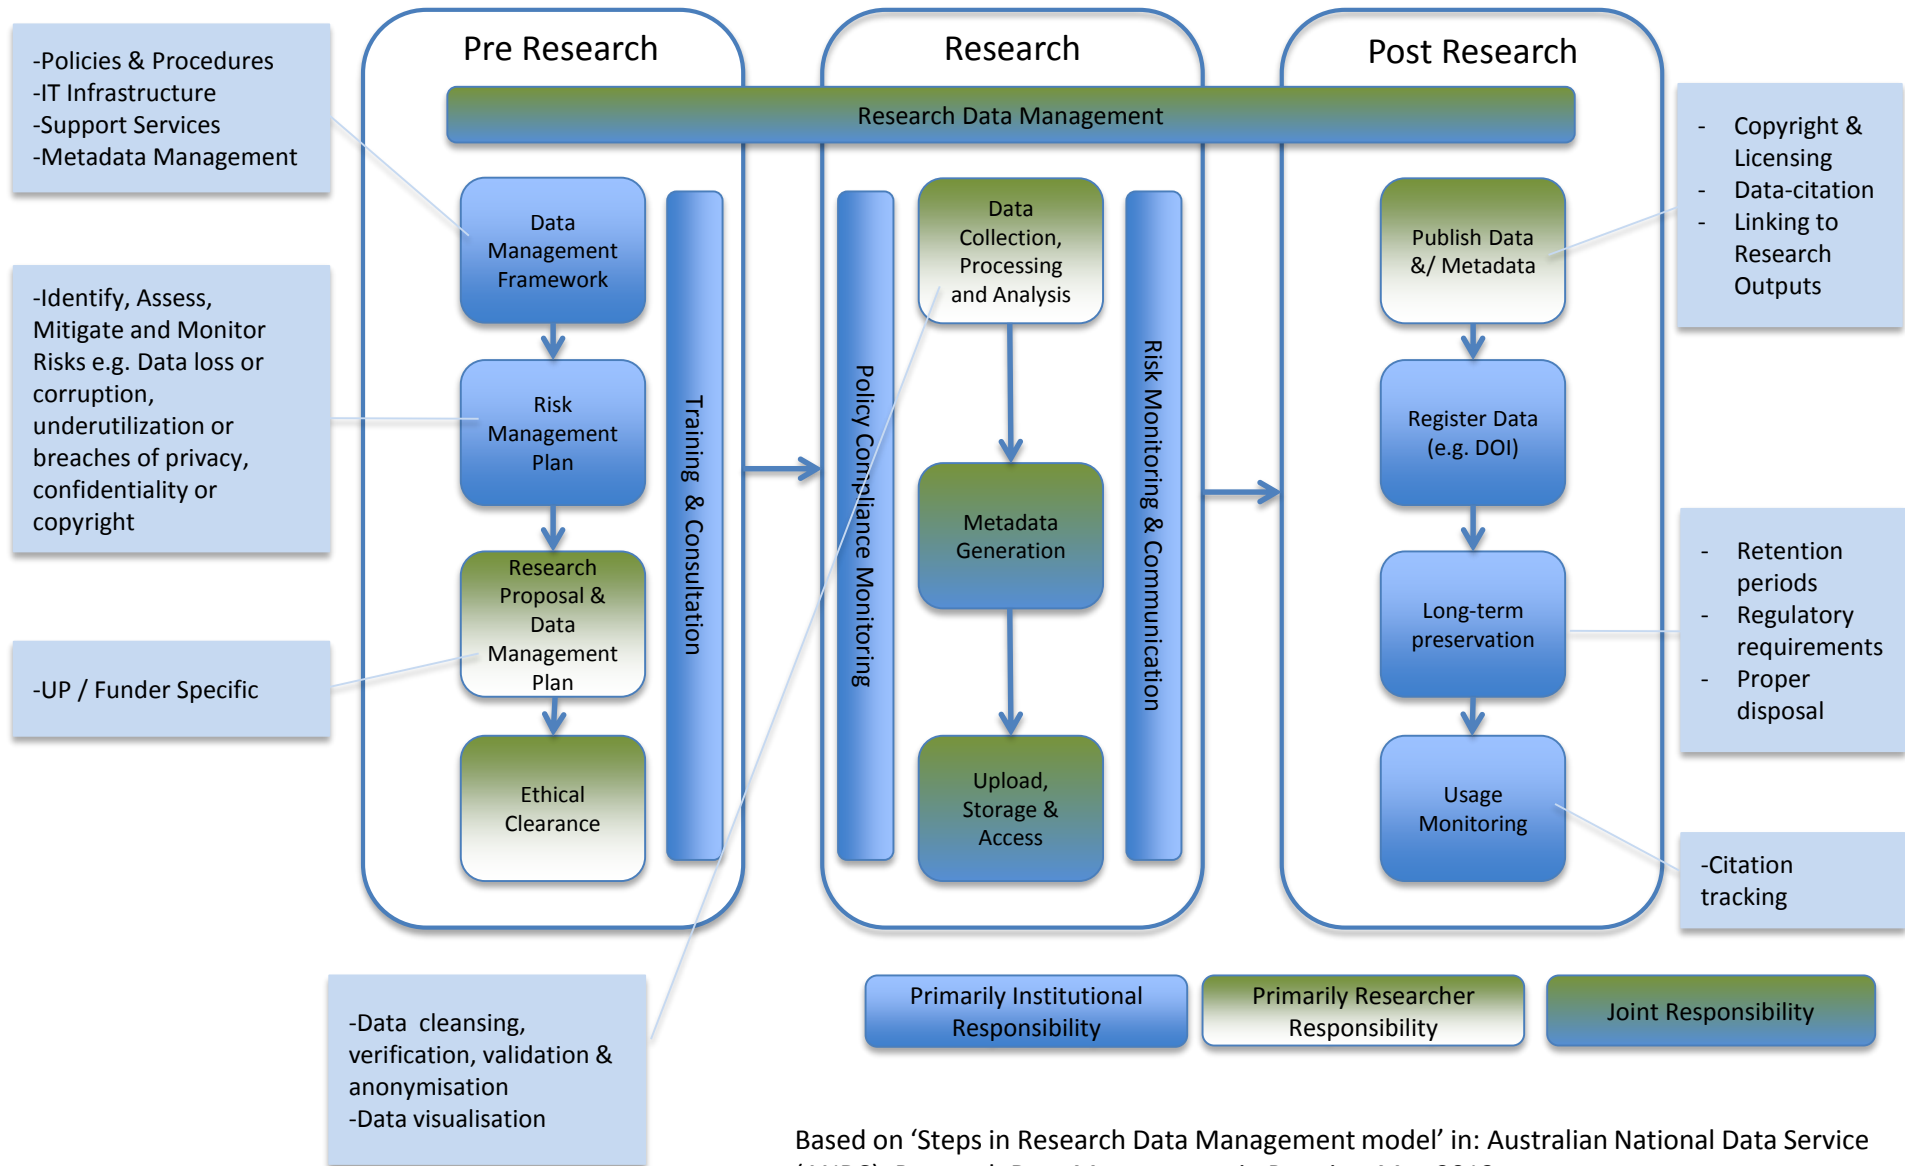 Pre Research
Research
Post Research
Research Data Management
-Policies & Procedures
-IT Infrastructure
-Support Services
-Metadata Management
-Identify, Assess,
Mitigate and Monitor
Risks e.g. Data loss or
corruption,
underutilization or
breaches of privacy,
confidentiality or
copyright
-UP / Funder Specific
Data
Management
Framework
Risk
Management
Plan
Research
Proposal &
Data
Management
Plan
Ethical
Clearance
Training & Consultation
Policy Compliance Monitoring
Data
Collection,
Processing
and Analysis
Metadata
Generation
Upload,
Storage &
Access
Risk Monitoring & Communication
Publish Data
&/ Metadata
Register Data
(e.g. DOI)
Long-term
preservation
Usage
Monitoring
- Copyright &
Licensing
- Data-citation
- Linking to
Research
Outputs
- Retention
periods
- Regulatory
requirements
- Proper
disposal
-Citation
tracking
-Data cleansing,
verification, validation &
anonymisation
-Data visualisation
Primarily Institutional
Responsibility
Primarily Researcher
Responsibility
Joint Responsibility
Based on ‘Steps in Research Data Management model’ in: Australian National Data Service